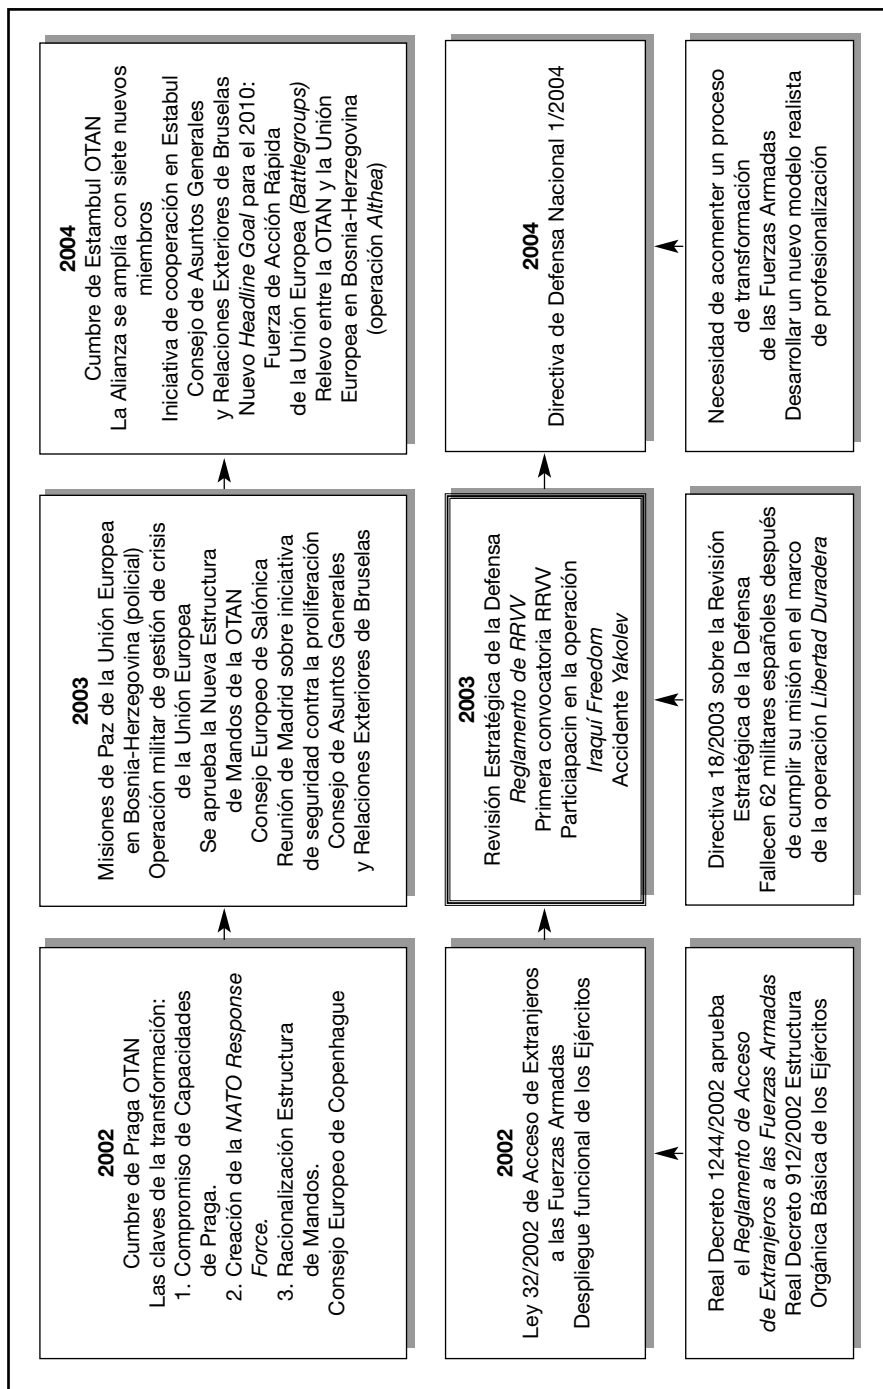 2002
Cumbre de Praga OTAN
Las claves de la transformación:
1. Compromiso de Capacidades
de Praga.
2. Creación de la NATO Response
Force.
3. Racionalización Estructura
de Mandos.
Consejo Europeo de Copenhague
2003
Misiones de Paz de la Unión Europea
en Bosnia-Herzegovina (policial)
Operación militar de gestión de crisis
de la Unión Europea
Se aprueba la Nueva Estructura
de Mandos de la OTAN
Consejo Europeo de Salónica
Reunión de Madrid sobre iniciativa
de seguridad contra la proliferación
Consejo de Asuntos Generales
y Relaciones Exteriores de Bruselas
2004
Cumbre de Estambul OTAN
La Alianza se amplía con siete nuevos
miembros
Iniciativa de cooperación en Estabul
Consejo de Asuntos Generales
y Relaciones Exteriores de Bruselas
Nuevo Headline Goal para el 2010:
Fuerza de Acción Rápida
de la Unión Europea (Battlegroups)
Relevo entre la OTAN y la Unión
Europea en Bosnia-Herzegovina
(operación Althea)
2002
Ley 32/2002 de Acceso de Extranjeros
a las Fuerzas Armadas
Despliegue funcional de los Ejércitos
2003
Revisión Estratégica de la Defensa
Reglamento de RRVV
Primera convocatoria RRVV
Particiapacin en la operación
Iraquí Freedom
Accidente Yakolev
2004
Directiva de Defensa Nacional 1/2004
Real Decreto 1244/2002 aprueba
el Reglamento de Acceso
de Extranjeros a las Fuerzas Armadas
Real Decreto 912/2002 Estructura
Orgánica Básica de los Ejércitos
Directiva 18/2003 sobre la Revisión
Estratégica de la Defensa
Fallecen 62 militares españoles después
de cumplir su misión en el marco
de la operación Libertad Duradera
Necesidad de acomenter un proceso
de transformación
de las Fuerzas Armadas
Desarrollar un nuevo modelo realista
de profesionalización